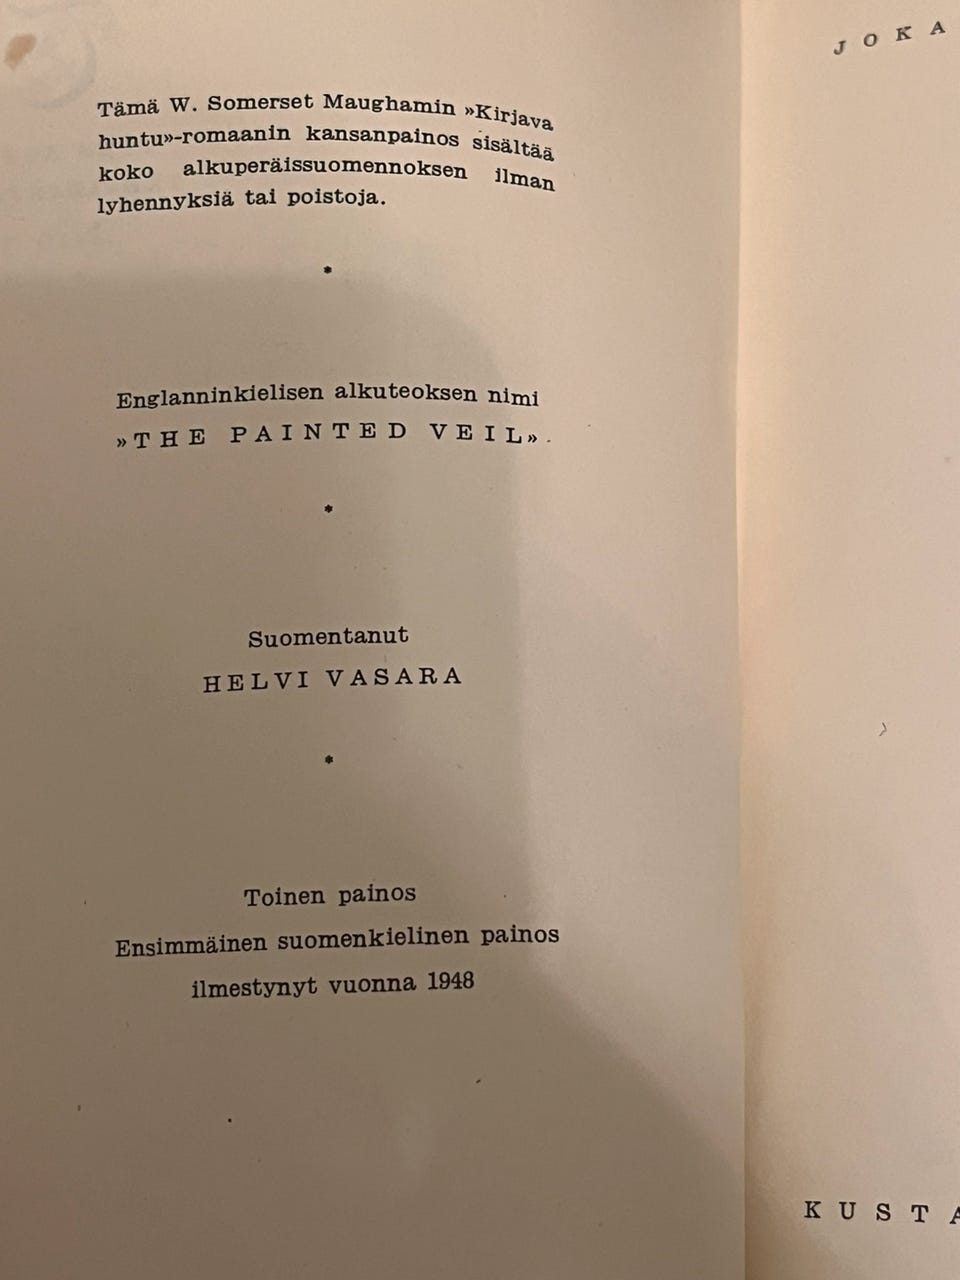 Tämä W. Somerset Maughamin »Kirjava
huntu»-romaanin kansanpainos sisältää
koko alkuperäissuomennoksen ilman
lyhennyksiä tai poistoja.
*
Englanninkielisen alkuteoksen nimi
»THE PAINTED VEIL».
*
Suomentanut
HELVI VASARA
*
Toinen painos
Ensimmäinen suomenkielinen painos
ilmestynyt vuonna 1948
JOKA
KUSTA